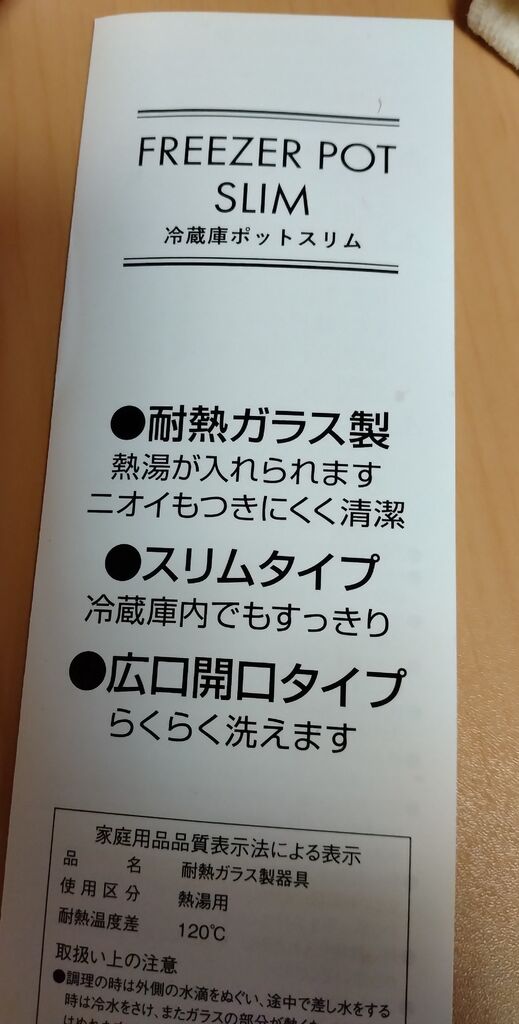 FREEZER POT
SLIM
冷蔵庫ポットスリム
●耐熱ガラス製
熱湯が入れられます
ニオイもつきにくく清潔
●スリムタイプ
冷蔵庫内でもすっきり
●広口開口タイプ
らくらく洗えます
家庭用品品質表示法による表示
品名 耐熱ガラス製器具
使用区分 熱湯用
耐熱温度差 120℃
取扱い上の注意
●調理の時は外側の水滴をぬぐい、途中で差し水をする
時は冷水をさけ、またガラスの部分が熱く